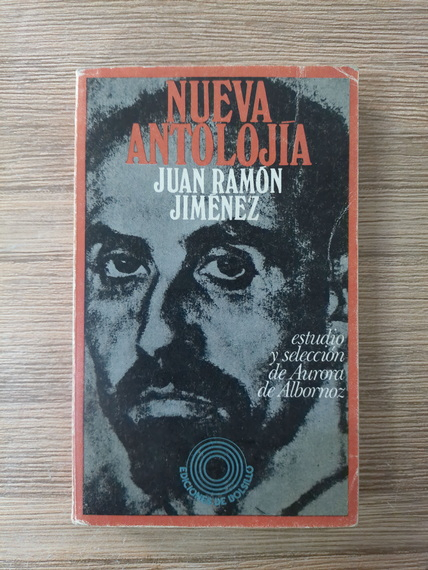 NUEVA
ANTOLOJÍA
JUAN RAMÓN
JIMÉNEZ
estudio
y selección
de Aurora
de Albornoz
EDICIONES DE BOLSILLO